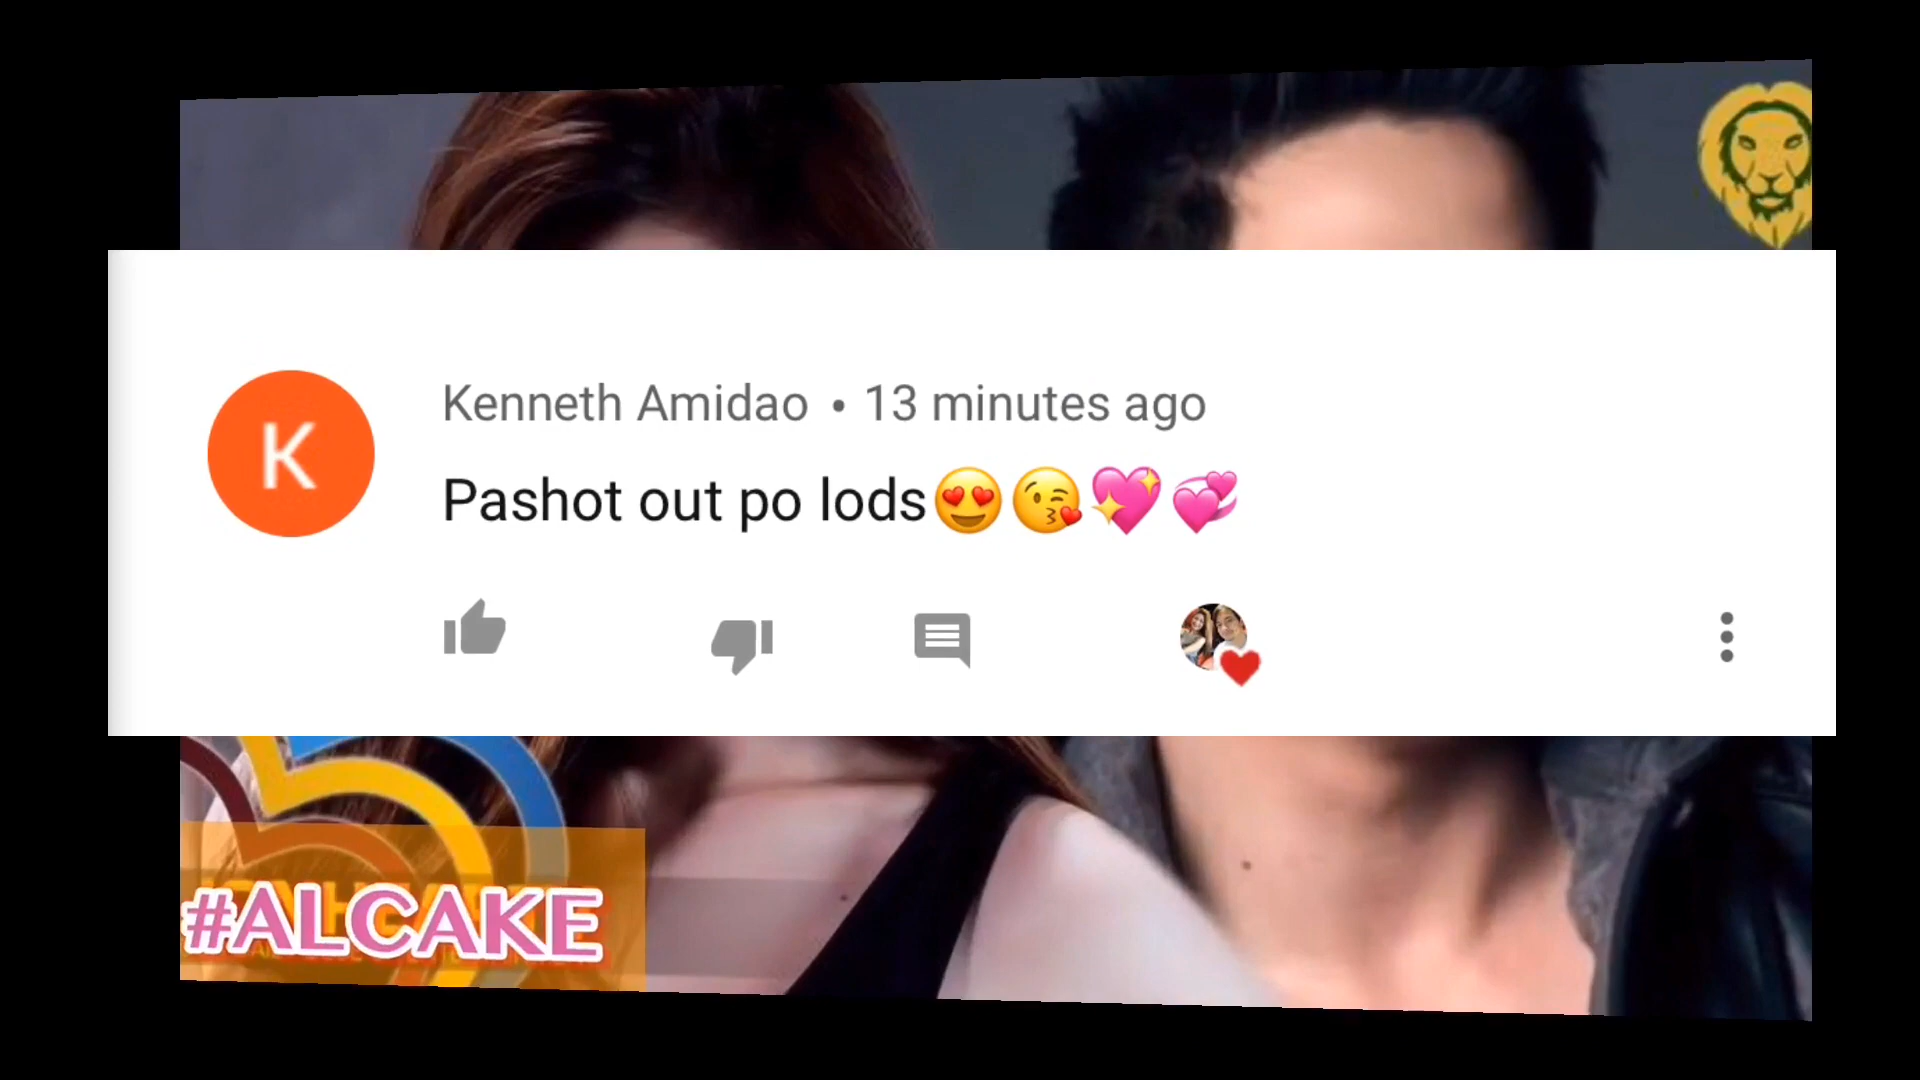 K
Kenneth Amidao • 13 minutes ago
Pashot out po lods😍😘💖💞
#ALCAKE